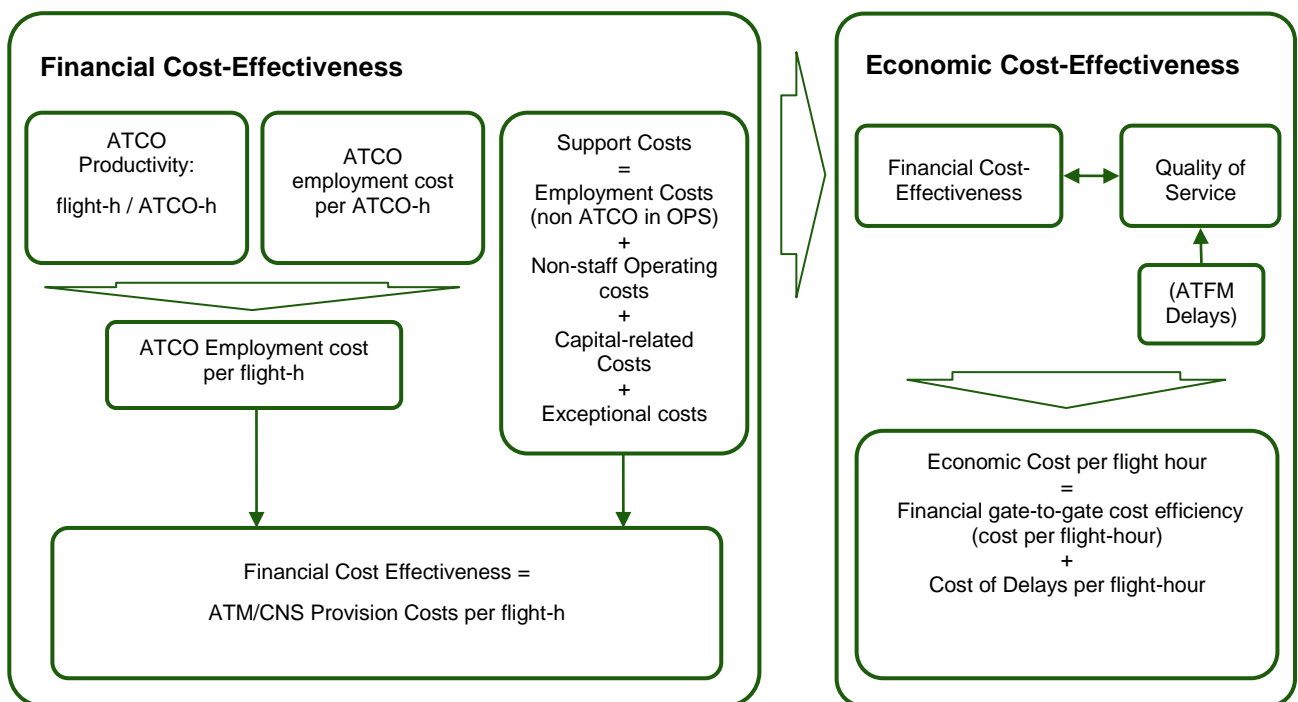 Financial Cost-Effectiveness
ATCO
Productivity:
flight-h / ATCO-h
ATCO
employment cost
per ATCO-h
Support Costs
=
Employment Costs
(non ATCO in OPS)
+
Non-staff Operating
costs
+
Capital-related
Costs
+
Exceptional costs
ATCO Employment cost
per flight-h
Financial Cost Effectiveness =
ATM/CNS Provision Costs per flight-h
Economic Cost-Effectiveness
Financial Cost-
Effectiveness
Quality of
Service
(ATFM
Delays)
Economic Cost per flight hour
=
Financial gate-to-gate cost efficiency
(cost per flight-hour)
+
Cost of Delays per flight-hour